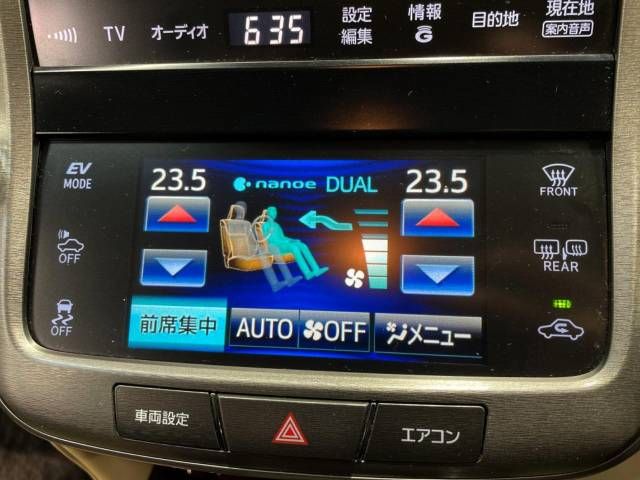 TV
オーディオ
6:35
設定
編集
情報
G
目的地
現在地
案内音声
EV
MODE
23.5
nanoe
DUAL
23.5
FRONT
OFF
REAR
OFF
前席集中
AUTO
OFF
メニュー
車両設定
エアコン